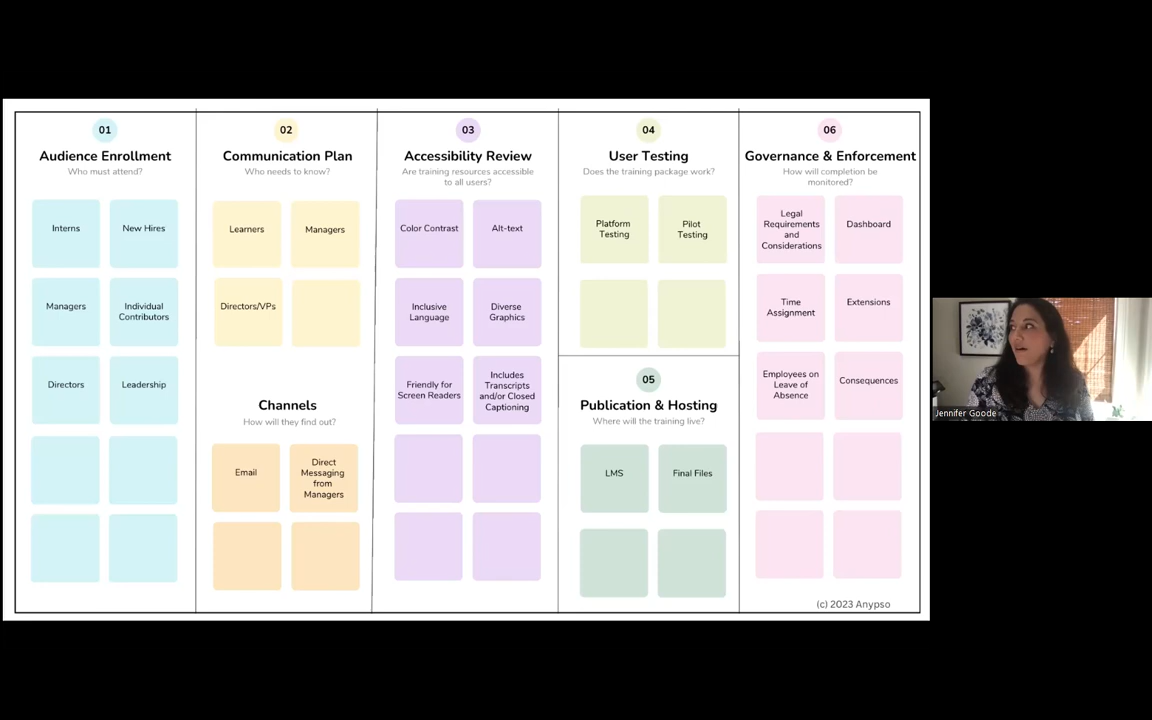 01
Audience Enrollment
Who must attend?
Interns
New Hires
Managers
Individual
Contributors
Directors
Leadership
02
Communication Plan
Who needs to know?
Learners
Managers
Directors/VPs
Channels
How will they find out?
Email
Direct
Messaging
from
Managers
03
Accessibility Review
Are training resources accessible
to all users?
Color Contrast
Alt-text
Inclusive
Language
Diverse
Graphics
Friendly for
Screen Readers
Includes
Transcripts
and/or Closed
Captioning
04
User Testing
Does the training package work?
Platform
Testing
Pilot
Testing
05
Publication & Hosting
Where will the training live?
LMS
Final Files
06
Governance & Enforcement
How will completion be
monitored?
Legal
Requirements
and
Considerations
Dashboard
Time
Assignment
Extensions
Employees on
Leave of
Absence
Consequences
(c) 2023 Anypso
Jennifer Goode